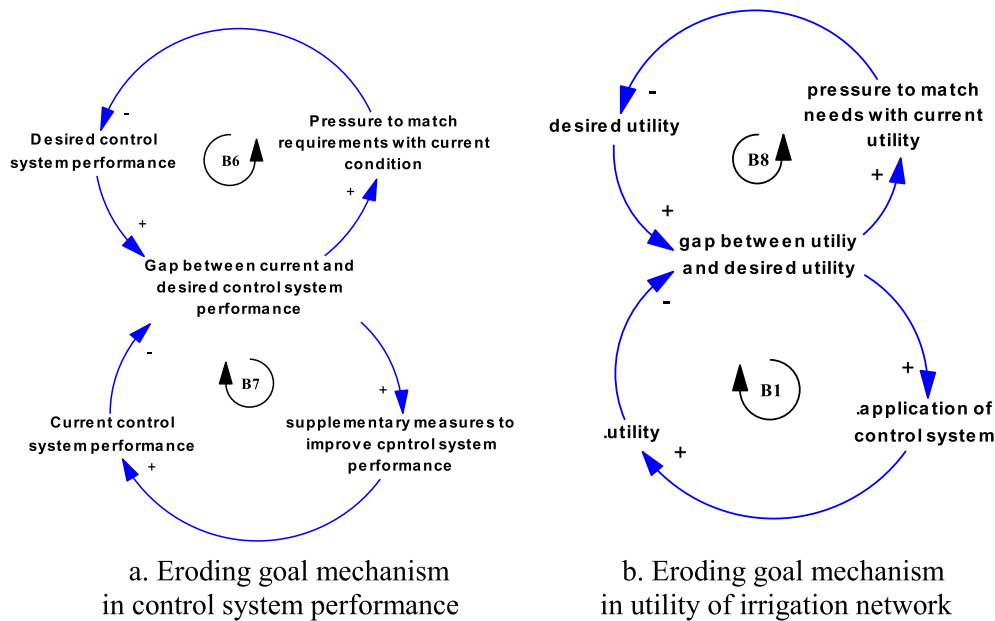 -
Desired control
system performance
B6
Pressure to match
requirements with current
condition
+
+
Gap between current and
desired control system
performance
-
B7
+
Current control
system performance
supplementary measures to
improve cpntrol system
performance
+
a. Eroding goal mechanism
in control system performance
-
desired utility
B8
pressure to match
needs with current
utility
+
+
gap between utiliy
and desired utility
-
B1
+
.utility
.application of
control system
+
b. Eroding goal mechanism
in utility of irrigation network